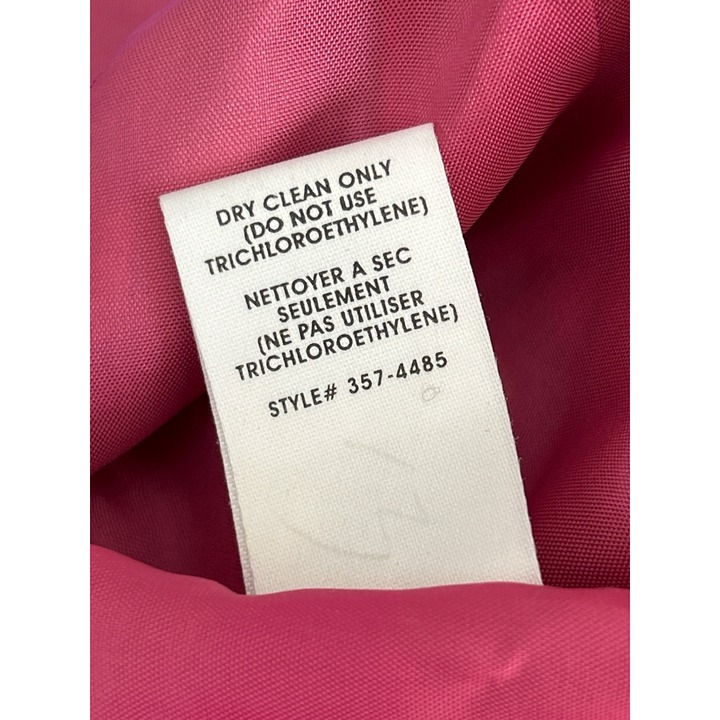 DRY CLEAN ONLY
(DO NOT USE
TRICHLOROETHYLENE)
NETTOYER A SEC
SEULEMENT
(NE PAS UTILISER
TRICHLOROETHYLENE)
STYLE# 357-4485